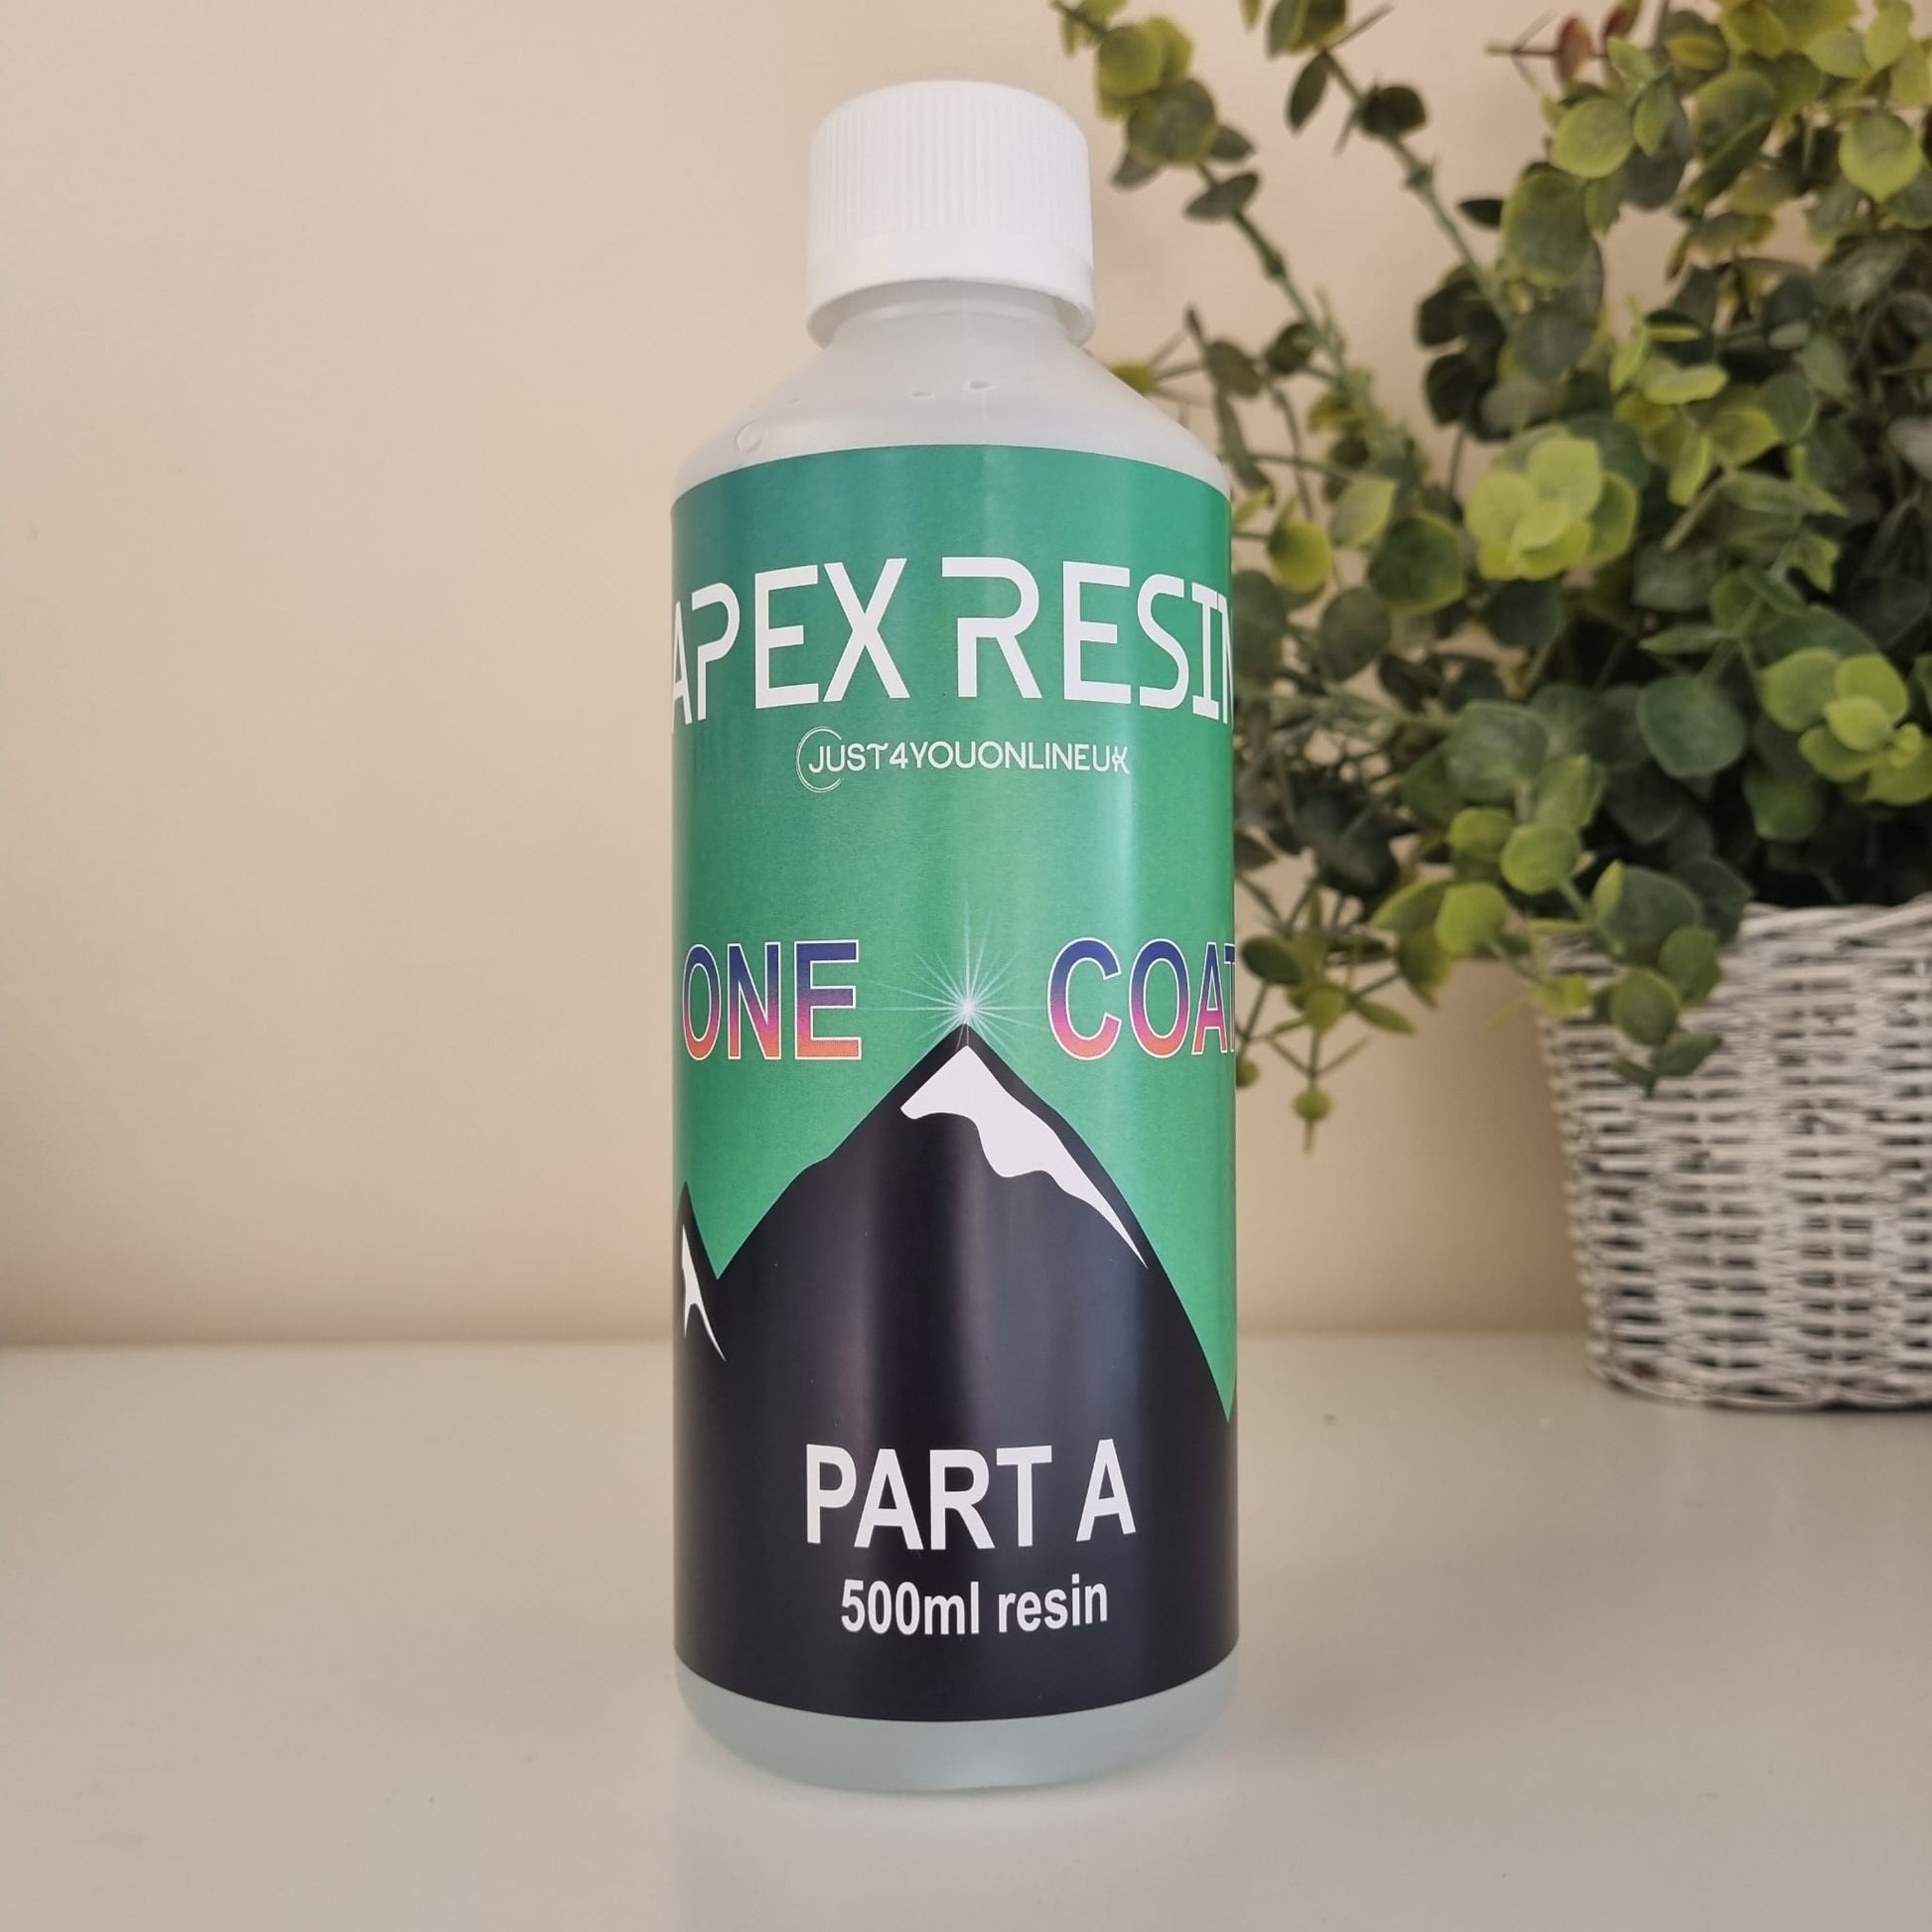 APEX RESIN
JUST4YOUONLINEUK
ONE COAT
PART A
500ml resin